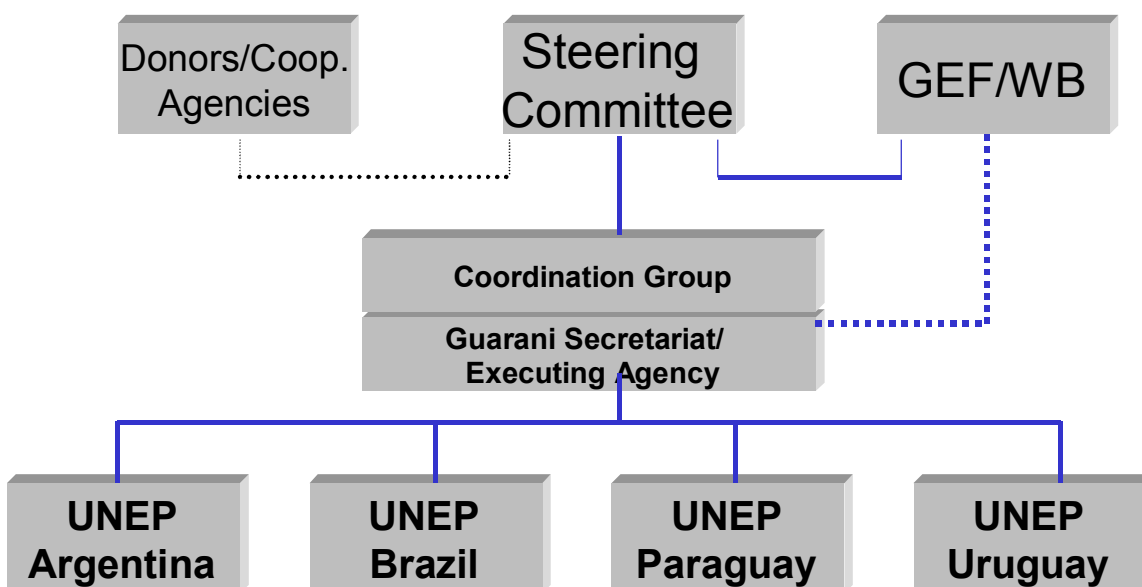 Donors/Coop.
Agencies
Steering
Committee
GEF/WB
Coordination Group
Guarani Secretariat/
Executing Agency
UNEP
Argentina
UNEP
Brazil
UNEP
Paraguay
UNEP
Uruguay